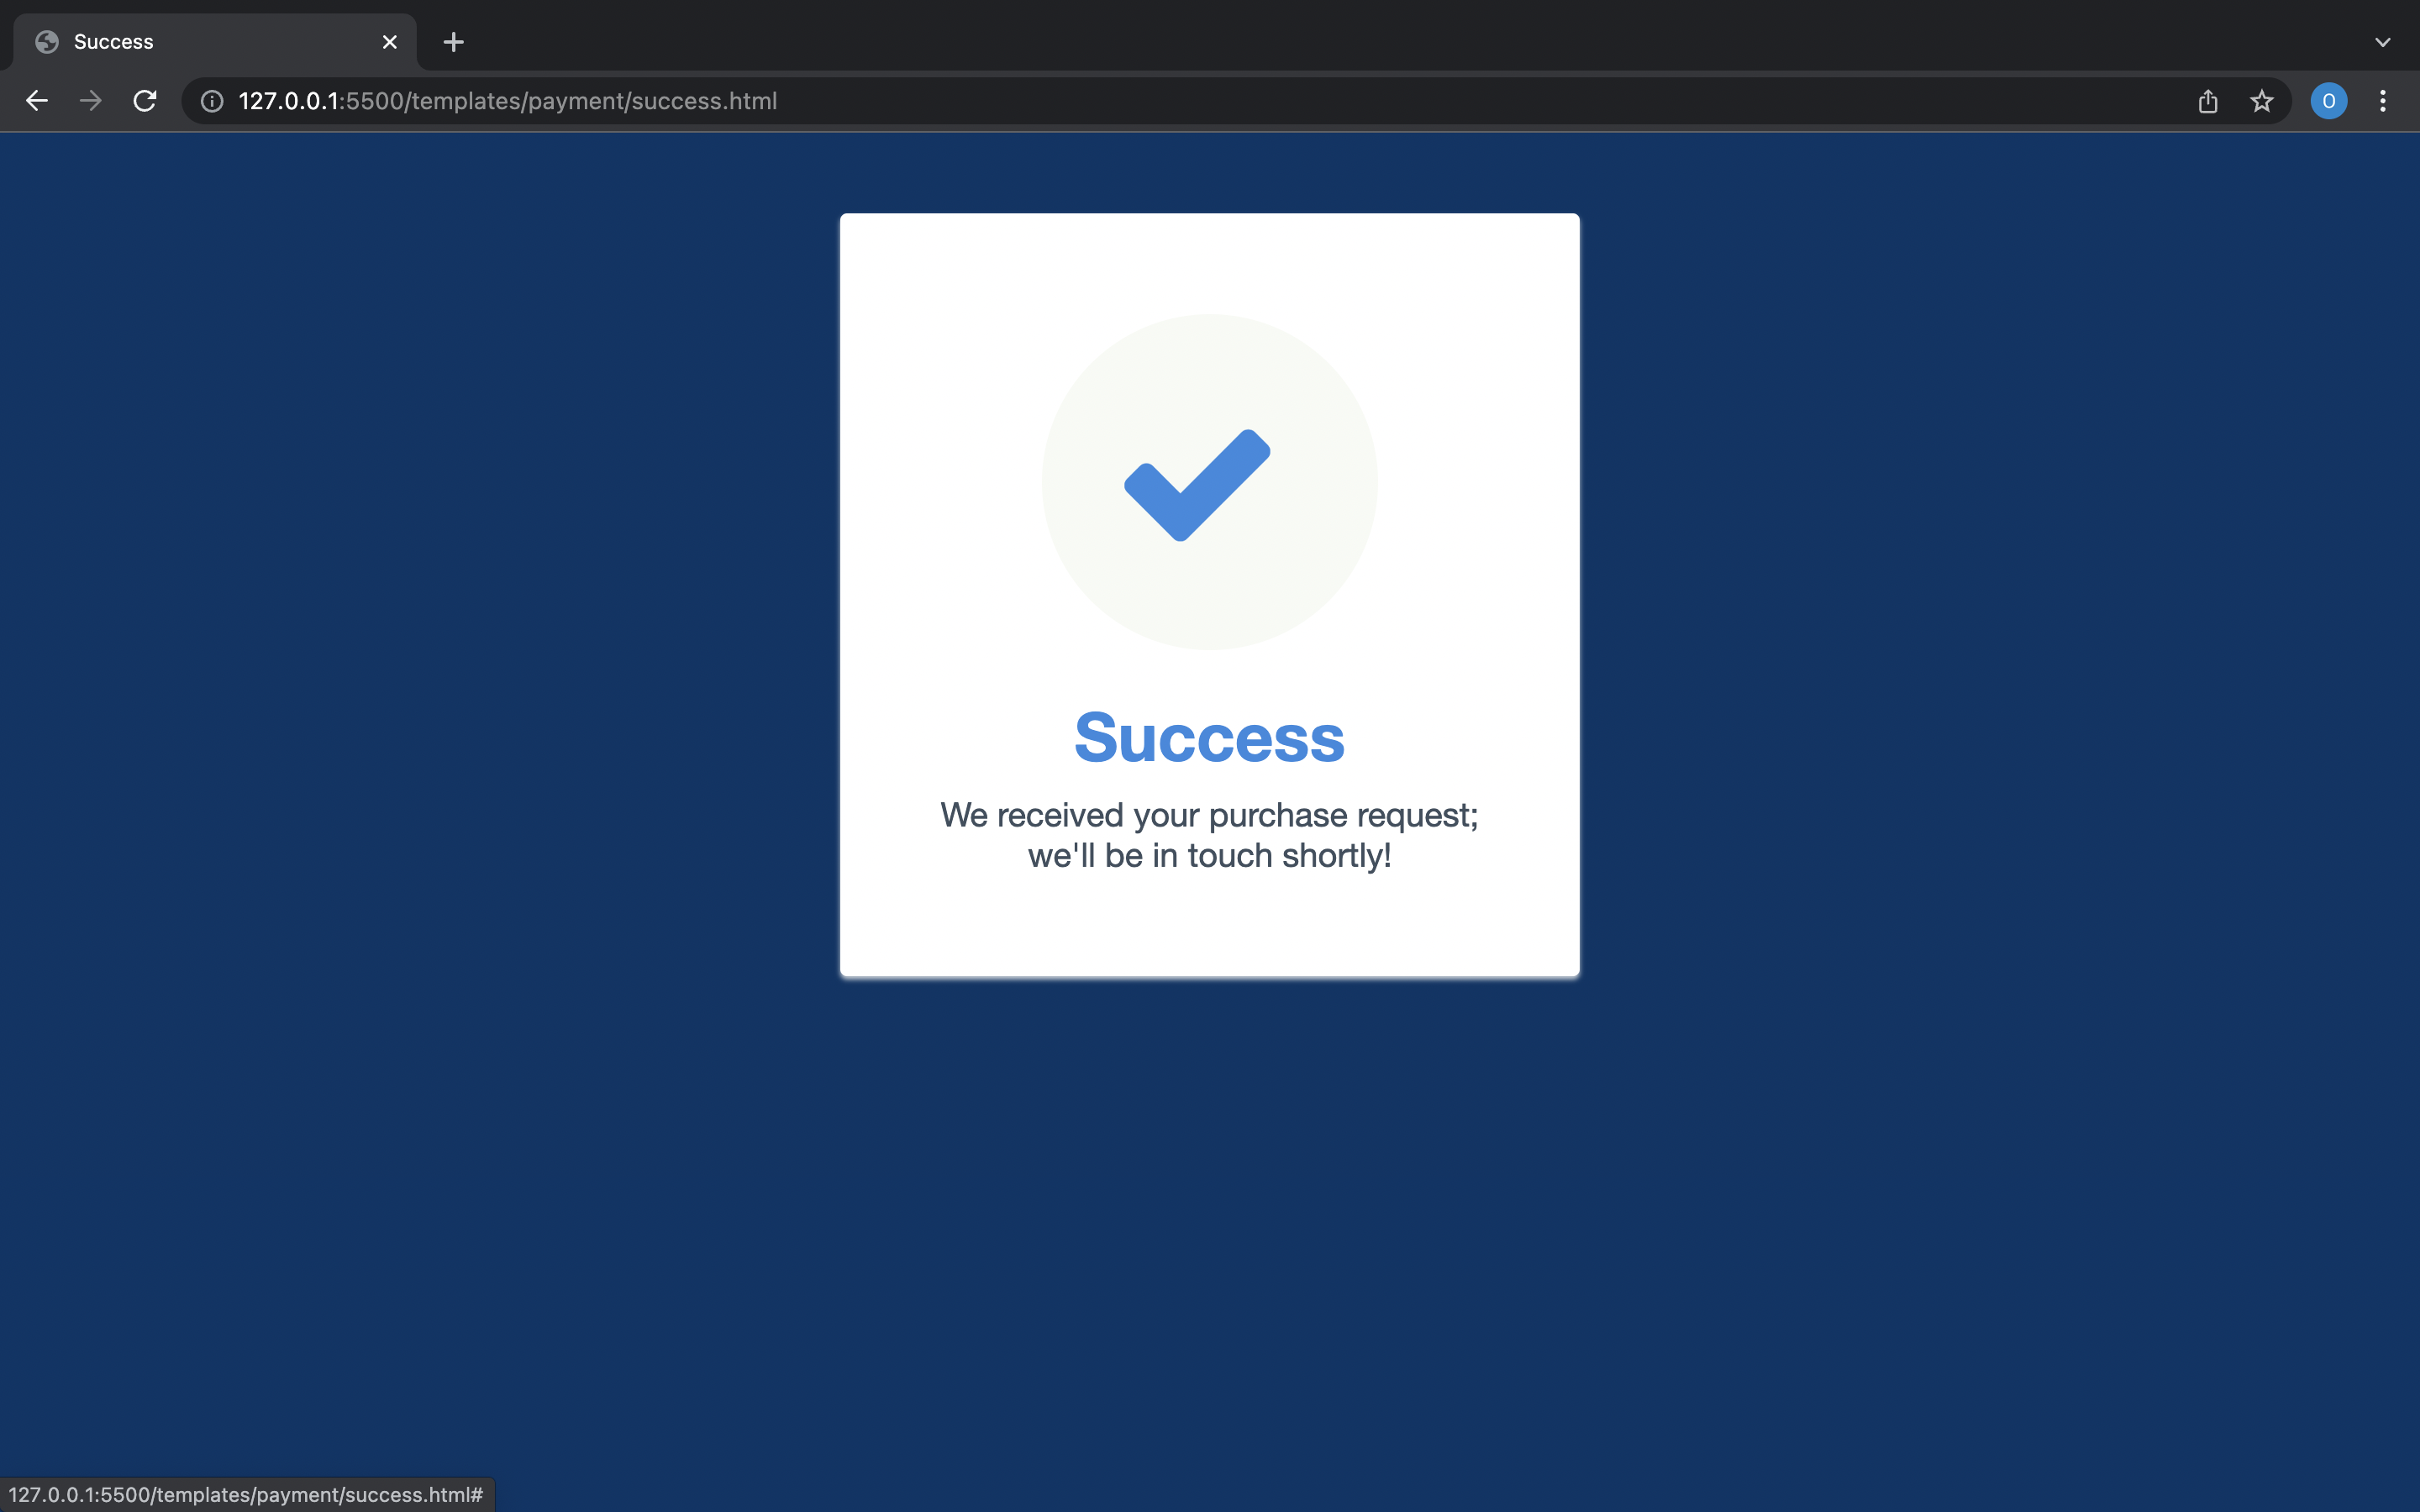 Success
127.0.0.1:5500/templates/payment/success.html
O
Success
We received your purchase request;
we'll be in touch shortly!
127.0.0.1:5500/templates/payment/success.html#